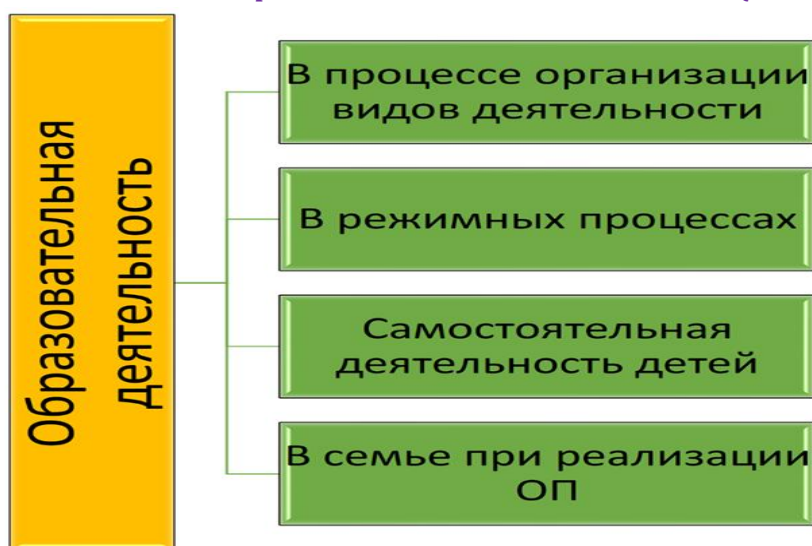 Образовательная
деятельность
В процессе организации
видов деятельности
В режимных процессах
Самостоятельная
деятельность детей
В семье при реализации
ОП